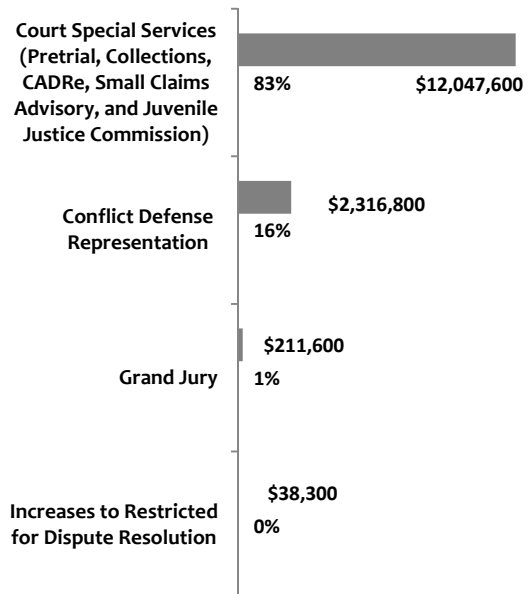 Court Special Services
(Pretrial, Collections,
CADRe, Small Claims
Advisory, and Juvenile
Justice Commission)
83%
$12,047,600
Conflict Defense
Representation
$2,316,800
16%
Grand Jury
$211,600
1%
Increases to Restricted
for Dispute Resolution
$38,300
0%